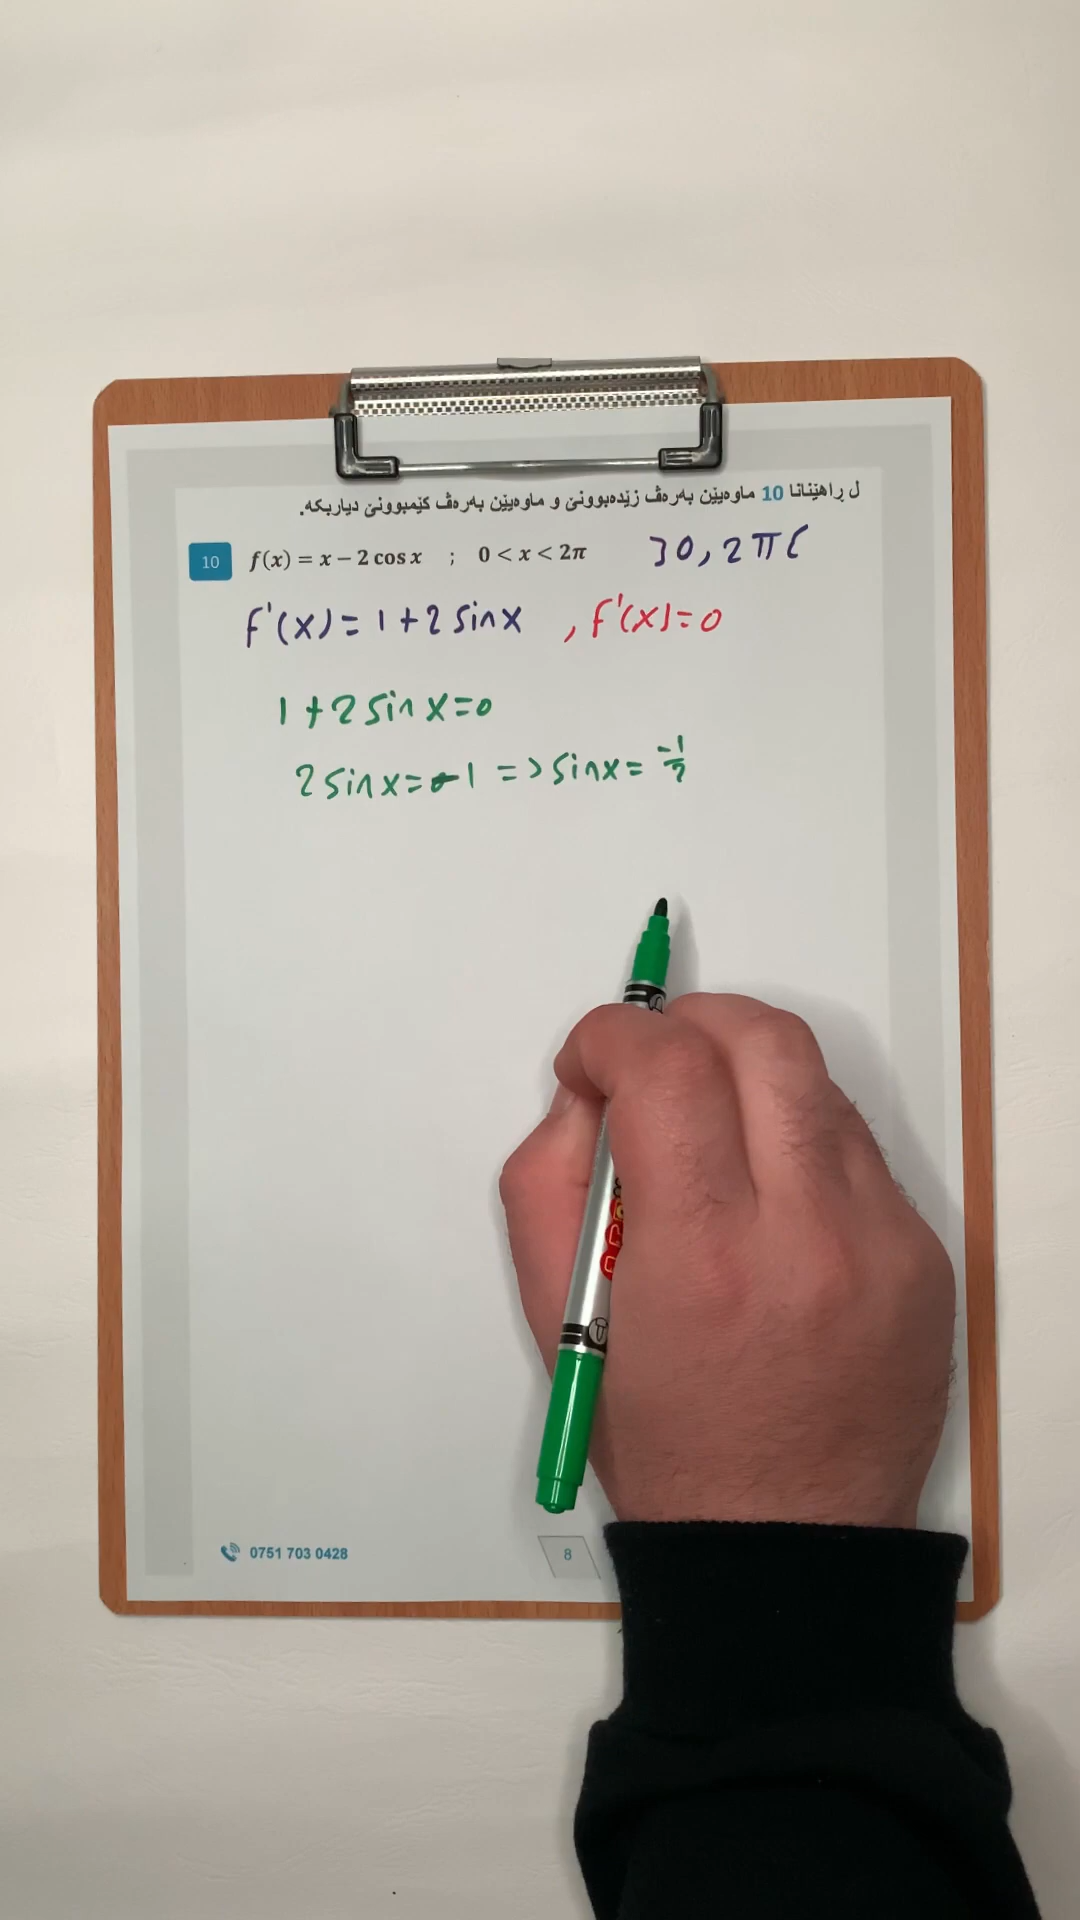 ل ڕاهێنانا 10 ماوەیێن بەرەڤ زێدەبوونێ و ماوەیێن بەرەڤ کێمبوونێ دیاربکە.
10 f(x) = x − 2 cos x ; 0 < x < 2π ]0, 2π[
f'(x) = 1 + 2 sin x , f'(x) = 0
1 + 2 sin x = 0
2 sin x = -1 => sin x = -1/2
0751 703 0428 8